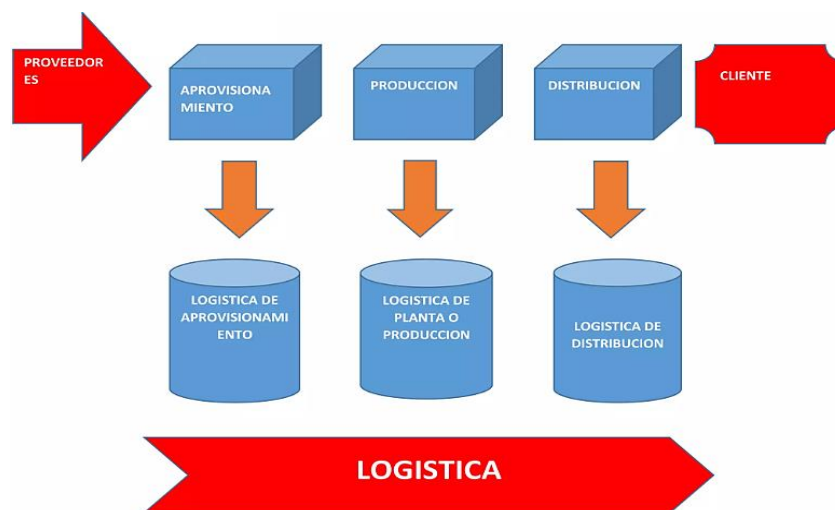 PROVEEDOR
ES
APROVISIONA
MIENTO
PRODUCCION
DISTRIBUCION
CLIENTE
LOGISTICA DE
APROVISIONAMI
ENTO
LOGISTICA DE
PLANTA O
PRODUCCION
LOGISTICA DE
DISTRIBUCION
LOGISTICA